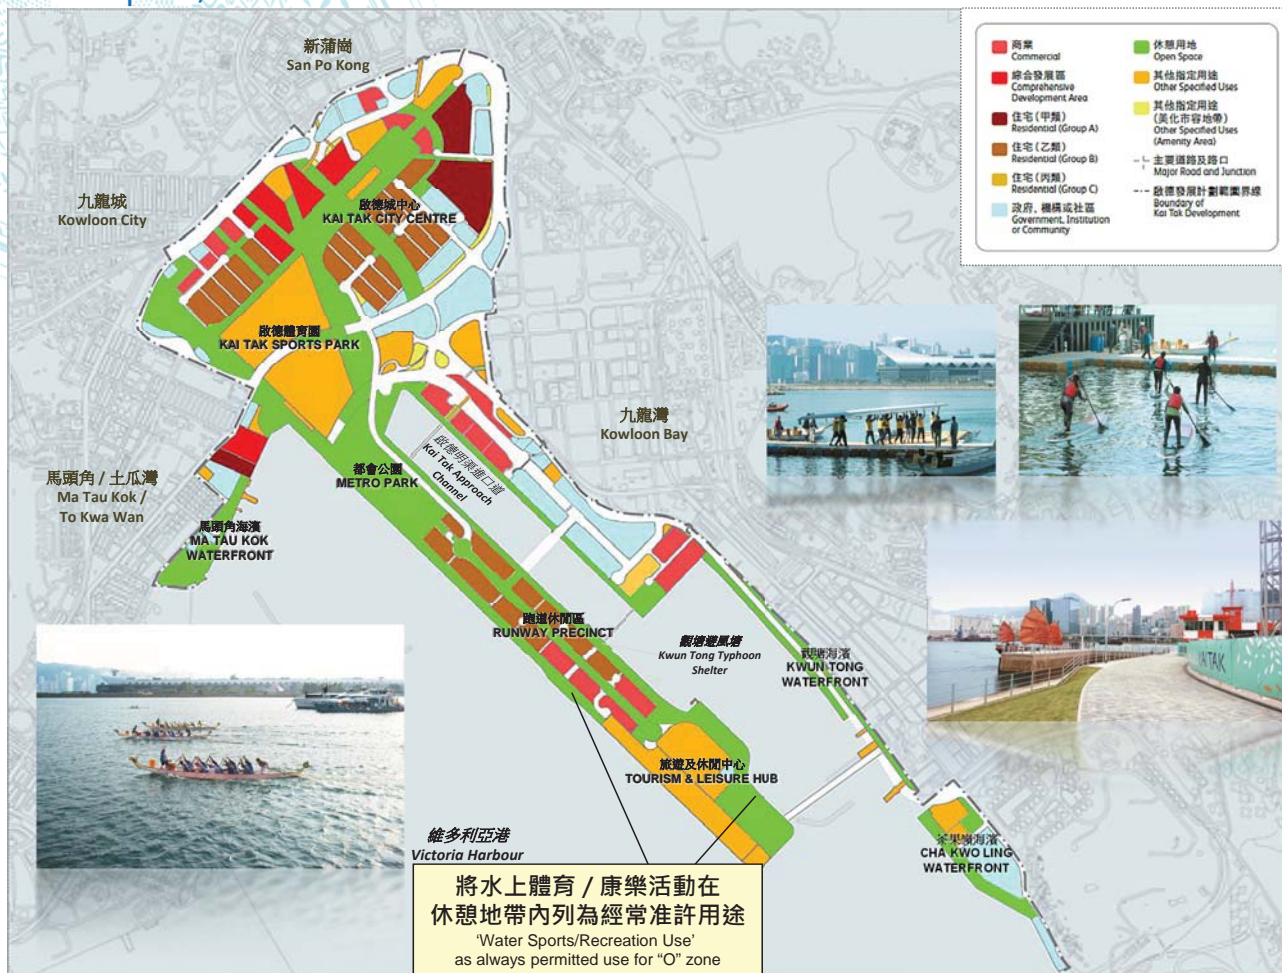 新蒲崗
San Po Kong
九龍城
Kowloon City
啟德城中心
KAI TAK CITY CENTRE
啟德體育園
KAI TAK SPORTS PARK
九龍灣
Kowloon Bay
馬頭角 / 土瓜灣
Ma Tau Kok /
To Kwa Wan
都會公園
METRO PARK
啟德明渠進口道
Kai Tak Approach
Channel
馬頭角海濱
MA TAU KOK
WATERFRONT
跑道休閒區
RUNWAY PRECINCT
觀塘避風塘
Kwun Tong Typhoon
Shelter
觀塘海濱
KWUN TONG
WATERFRONT
旅遊及休閒中心
TOURISM & LEISURE HUB
維多利亞港
Victoria Harbour
茶果嶺海濱
CHA KWO LING
WATERFRONT
將水上體育 / 康樂活動在
休憩地帶內列為經常准許用途
‘Water Sports/Recreation Use’
as always permitted use for “O” zone
商業
Commercial
綜合發展區
Comprehensive
Development Area
住宅（甲類）
Residential (Group A)
住宅（乙類）
Residential (Group B)
住宅（丙類）
Residential (Group C)
政府，機構或社區
Government, Institution
or Community
休憩用地
Open Space
其他指定用途
Other Specified Uses
其他指定用途
（美化市容地帶）
Other Specified Uses
(Amenity Area)
主要道路及路口
Major Road and Junction
啟德發展計劃範圍界線
Boundary of
Kai Tak Development
KAI TAK